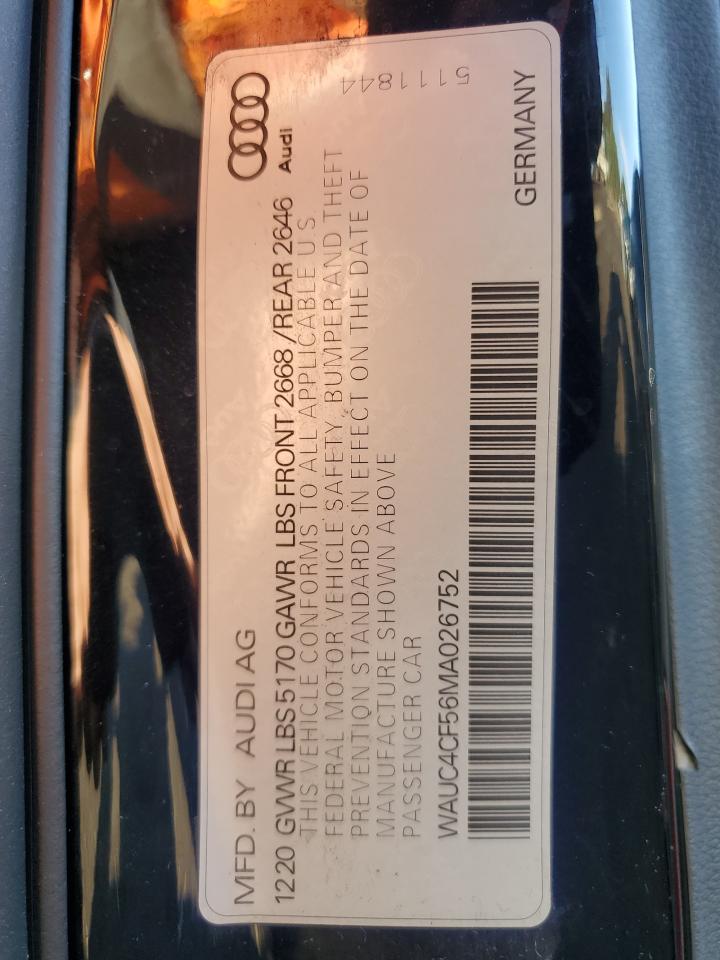 MFD. BY AUDI AG
Audi
1220 GVWR LBS 5170 GAWR LBS FRONT 2668 /REAR 2646
THIS VEHICLE CONFORMS TO ALL APPLICABLE U.S.
FEDERAL MOTOR VEHICLE SAFETY, BUMPER AND THEFT
PREVENTION STANDARDS IN EFFECT ON THE DATE OF
MANUFACTURE SHOWN ABOVE
PASSENGER CAR
5111844
WAUC4CF56MA026752
GERMANY